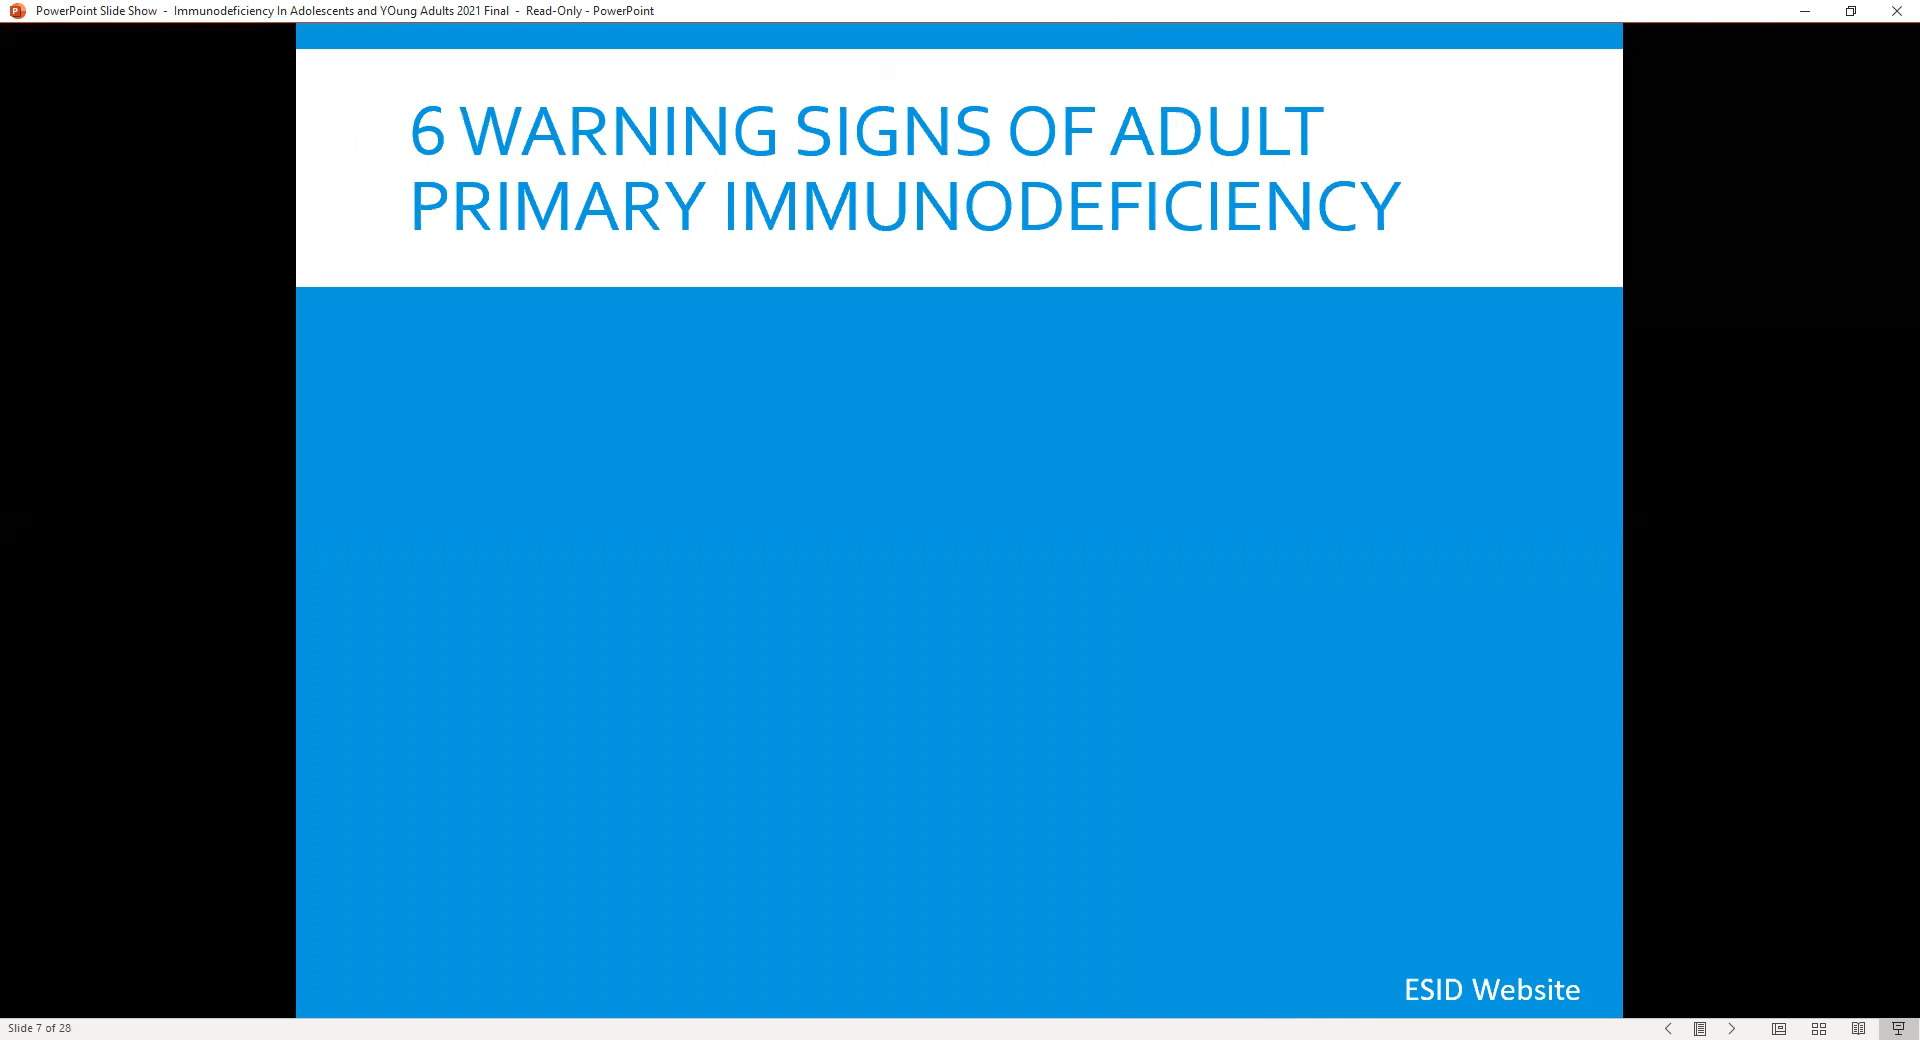 PowerPoint Slide Show - Immunodeficiency In Adolescents and YOung Adults 2021 Final - Read-Only - PowerPoint
6 WARNING SIGNS OF ADULT
PRIMARY IMMUNODEFICIENCY
ESID Website
Slide 7 of 28